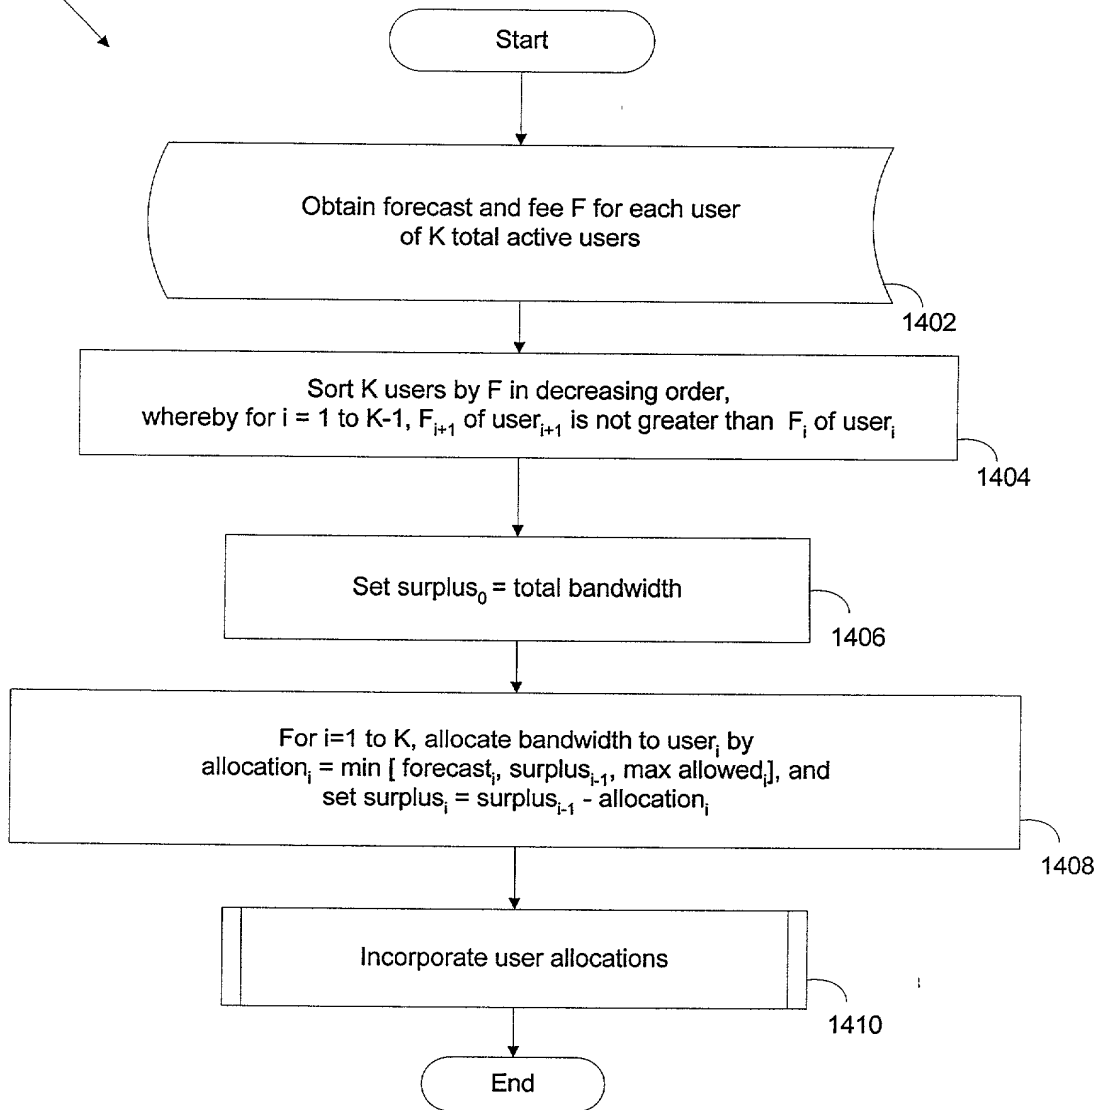 Start
Obtain forecast and fee F for each user
of K total active users
1402
Sort K users by F in decreasing order,
whereby for i = 1 to K-1, F_{i+1} of user_{i+1} is not greater than F_i of user_i
1404
Set surplus_0 = total bandwidth
1406
For i=1 to K, allocate bandwidth to user_i by
allocation_i = min [ forecast_i, surplus_{i-1}, max allowed_i], and
set surplus_i = surplus_{i-1} - allocation_i
1408
Incorporate user allocations
1410
End